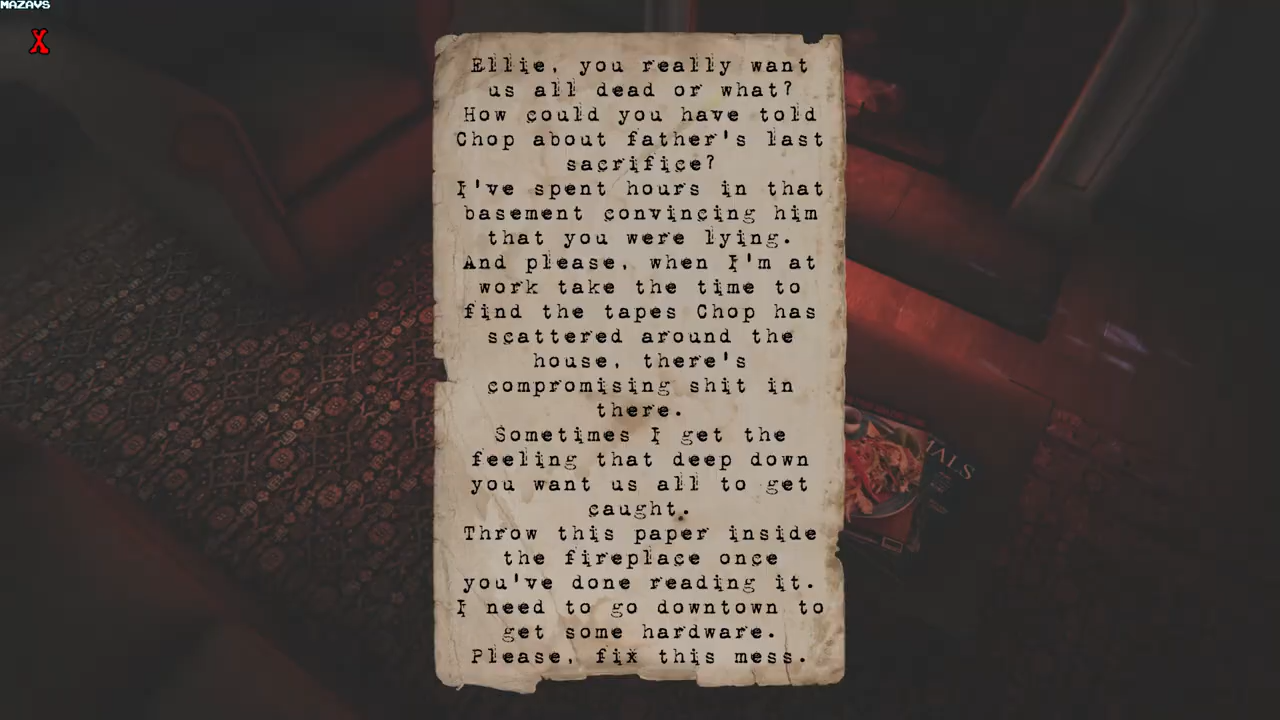 MAZAVS
X
Ellie, you really want
us all dead or what?
How could you have told
Chop about father's last
sacrifice?
I've spent hours in that
basement convincing him
that you were lying.
And please, when I'm at
work take the time to
find the tapes Chop has
scattered around the
house, there's
compromising shit in
there.
Sometimes I get the
feeling that deep down
you want us all to get
caught.
Throw this paper inside
the fireplace once
you've done reading it.
I need to go downtown to
get some hardware.
Please, fix this mess.